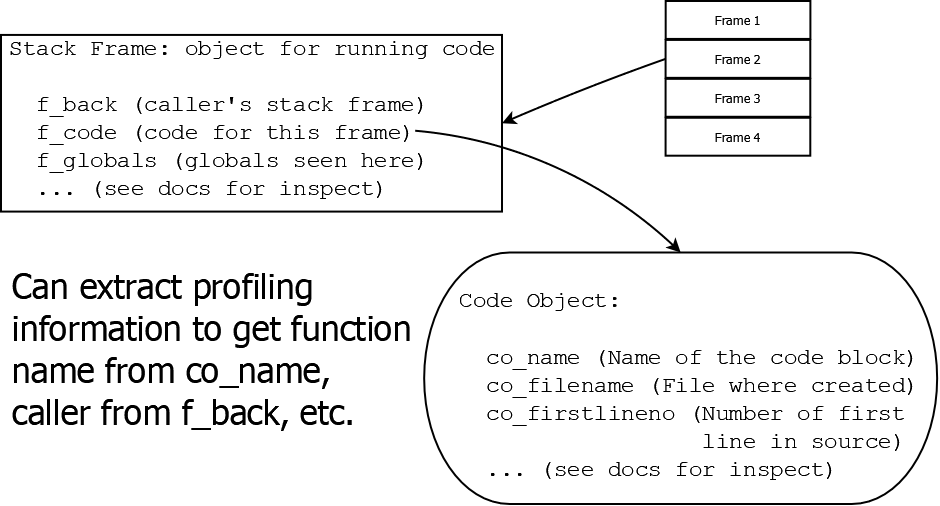 Stack Frame: object for running code
f_back (caller's stack frame)
f_code (code for this frame)
f_globals (globals seen here)
... (see docs for inspect)
Frame 1
Frame 2
Frame 3
Frame 4
Can extract profiling
information to get function
name from co_name,
caller from f_back, etc.
Code Object:
co_name (Name of the code block)
co_filename (File where created)
co_firstlineno (Number of first
line in source)
... (see docs for inspect)